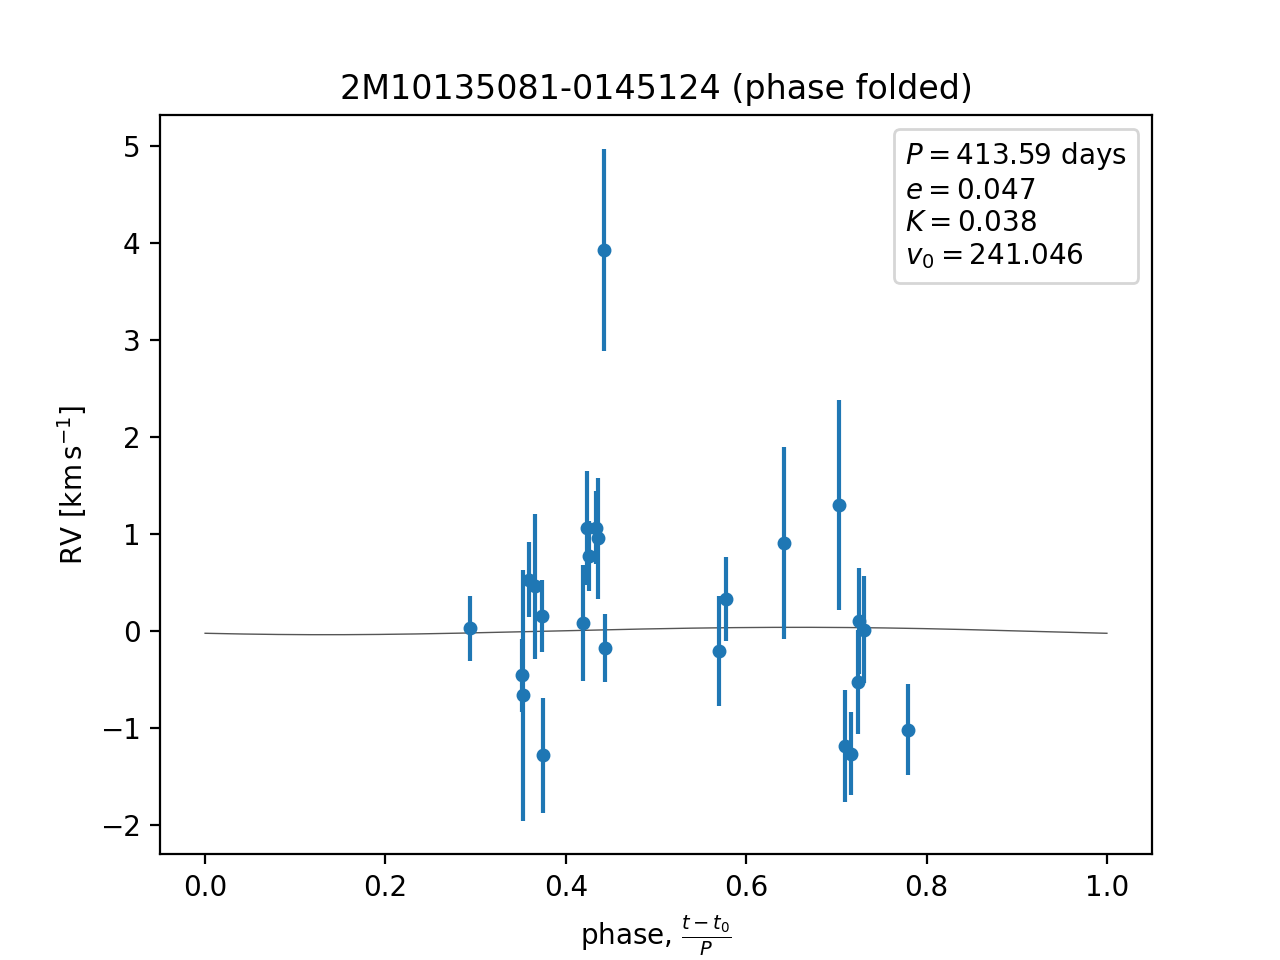 2M10135081-0145124 (phase folded)
P = 413.59 days
e = 0.047
K = 0.038
v₀ = 241.046
5
4
3
2
1
0
−1
−2
RV [km s⁻¹]
0.0 0.2 0.4 0.6 0.8 1.0
phase, (t − t₀)/P